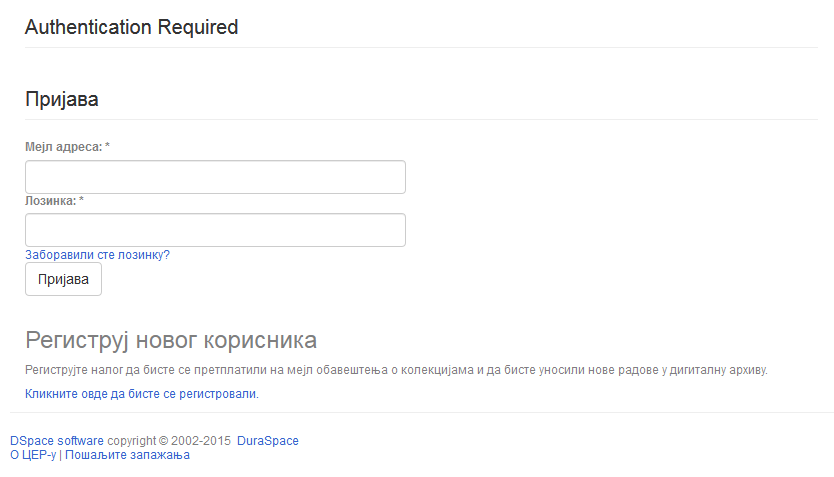 Authentication Required
Пријава
Мејл адреса: *
Лозинка: *
Заборавили сте лозинку?
Пријава
Региструј новог корисника
Региструјте налог да бисте се претплатили на мејл обавештења о колекцијама и да бисте уносили нове радове у дигиталну архиву.
Кликните овде да бисте се регистровали.
DSpace software copyright © 2002-2015 DuraSpace
О ЦЕР-у | Пошаљите запажања